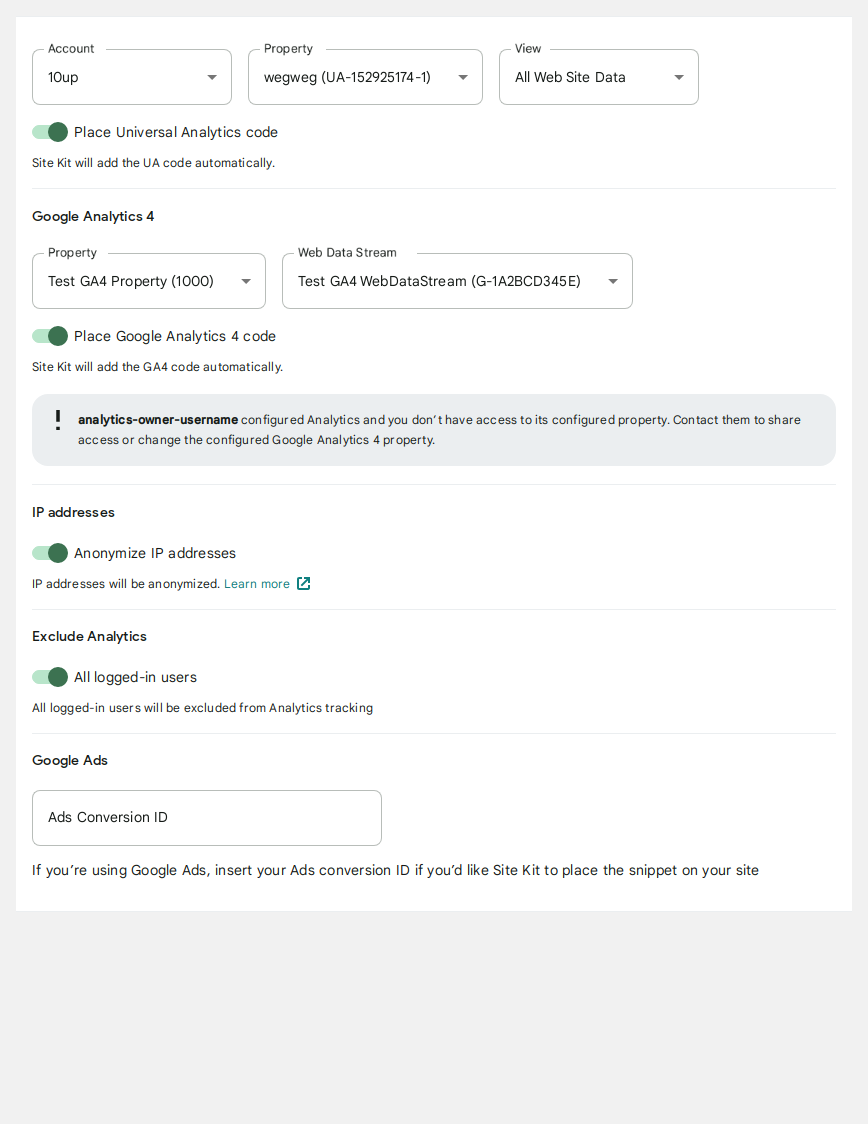 Account
Property
View
10up
wegweg (UA-152925174-1)
All Web Site Data
Place Universal Analytics code
Site Kit will add the UA code automatically.
Google Analytics 4
Property
Web Data Stream
Test GA4 Property (1000)
Test GA4 WebDataStream (G-1A2BCD345E)
Place Google Analytics 4 code
Site Kit will add the GA4 code automatically.
analytics-owner-username configured Analytics and you don’t have access to its configured property. Contact them to share
access or change the configured Google Analytics 4 property.
IP addresses
Anonymize IP addresses
IP addresses will be anonymized. Learn more
Exclude Analytics
All logged-in users
All logged-in users will be excluded from Analytics tracking
Google Ads
Ads Conversion ID
If you’re using Google Ads, insert your Ads conversion ID if you’d like Site Kit to place the snippet on your site